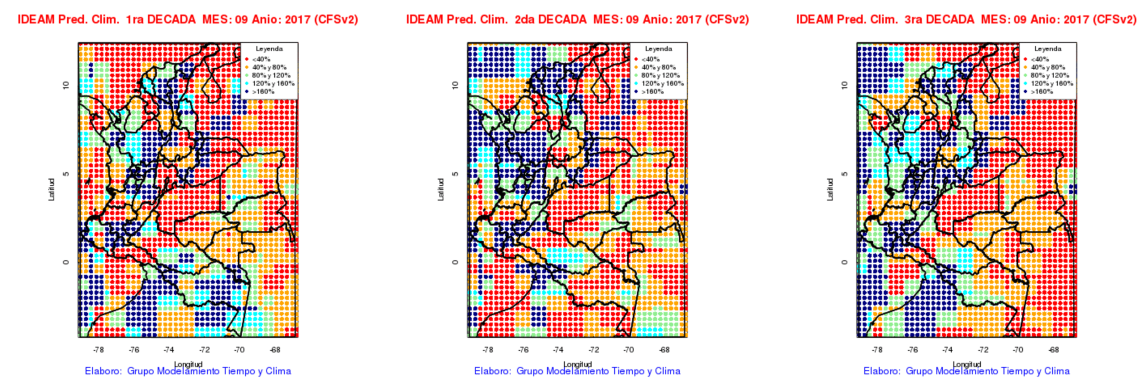 IDEAM Pred. Clim. 1ra DECADA MES: 09 Anio: 2017 (CFSv2)
Leyenda
<40%
40% y 80%
80% y 120%
120% y 160%
>160%
10
5
0
Latitud
-78
-76
-74
-72
-70
-68
Longitud
Elaboro: Grupo Modelamiento Tiempo y Clima
IDEAM Pred. Clim. 2da DECADA MES: 09 Anio: 2017 (CFSv2)
Leyenda
<40%
40% y 80%
80% y 120%
120% y 160%
>160%
10
5
0
Latitud
-78
-76
-74
-72
-70
-68
Longitud
Elaboro: Grupo Modelamiento Tiempo y Clima
IDEAM Pred. Clim. 3ra DECADA MES: 09 Anio: 2017 (CFSv2)
Leyenda
<40%
40% y 80%
80% y 120%
120% y 160%
>160%
10
5
0
Latitud
-78
-76
-74
-72
-70
-68
Longitud
Elaboro: Grupo Modelamiento Tiempo y Clima